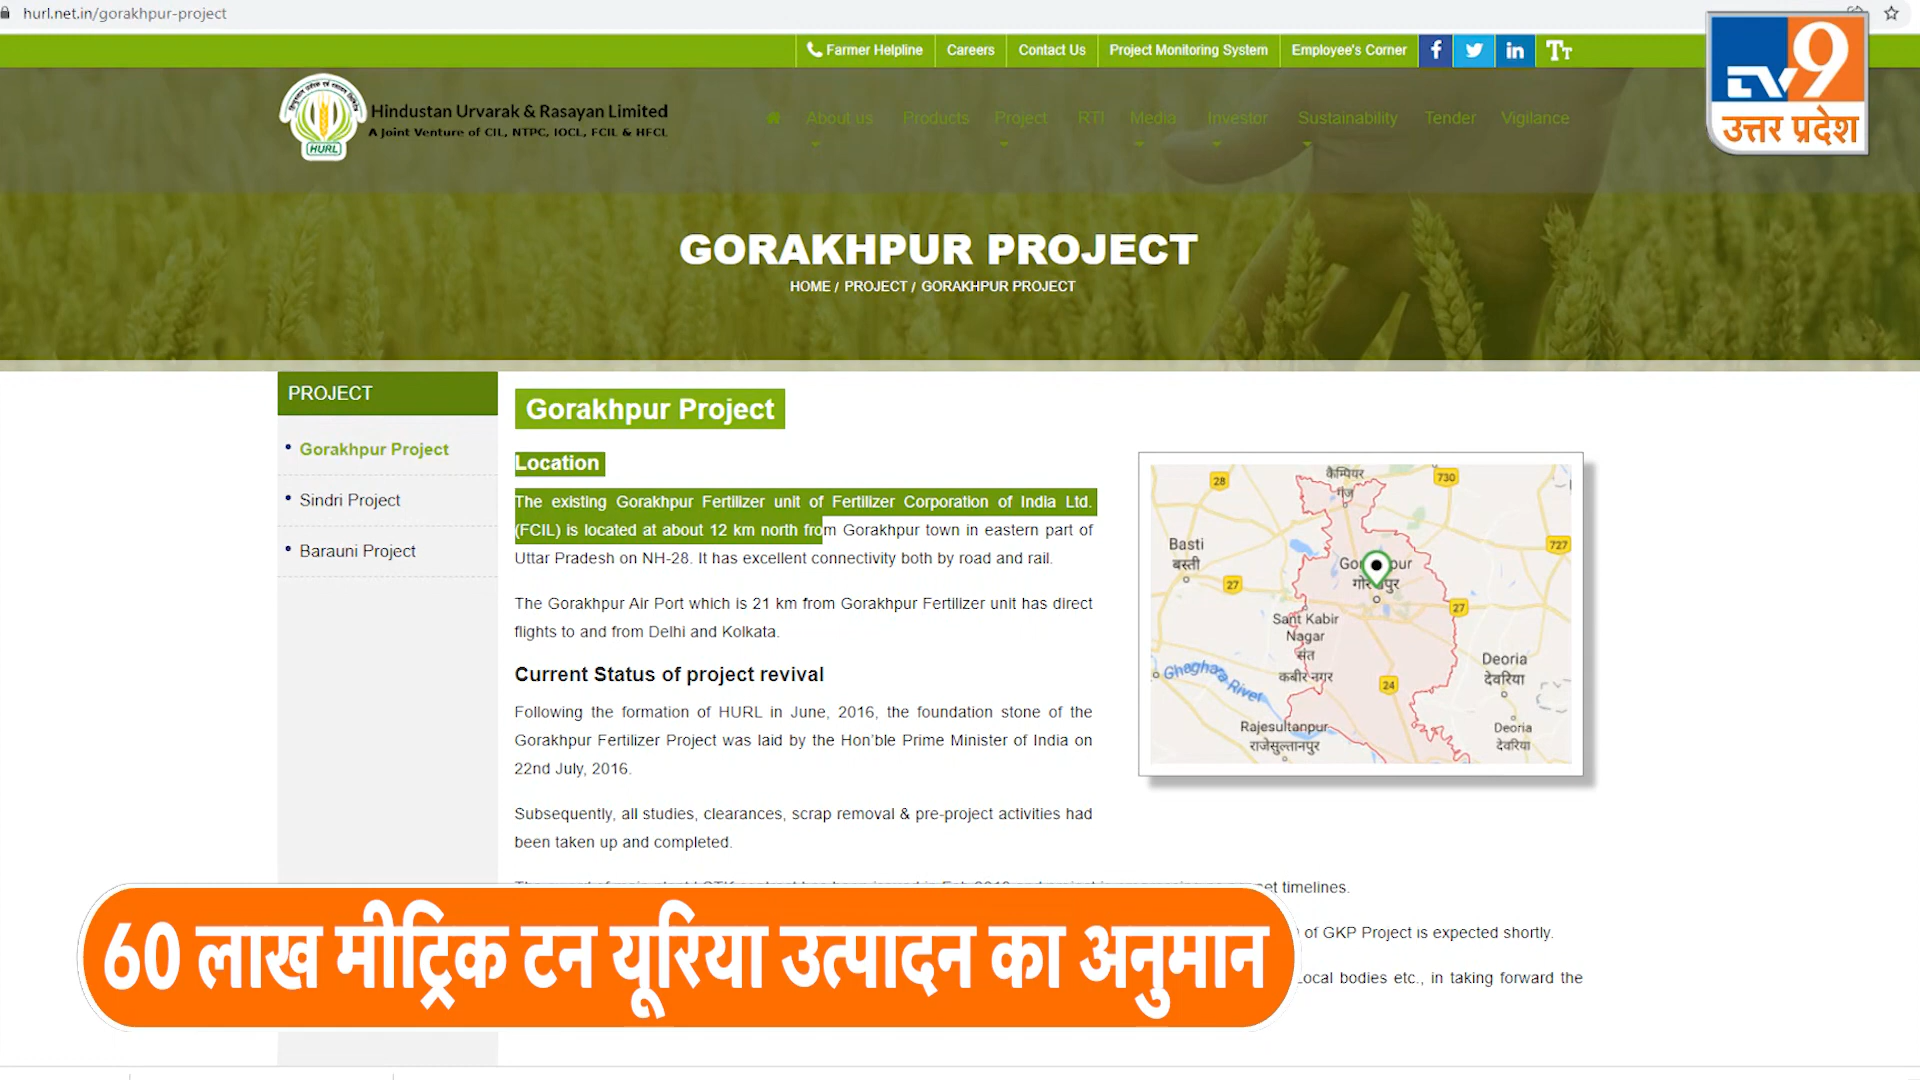 hurl.net.in/gorakhpur-project
Farmer Helpline
Careers
Contact Us
Project Monitoring System
Employee's Corner
TV9
उत्तर प्रदेश
Hindustan Urvarak & Rasayan Limited
A Joint Venture of CIL, NTPC, IOCL, FCIL & HFCL
HURL
About us
Products
Project
RTI
Media
Investor
Sustainability
Tender
Vigilance
GORAKHPUR PROJECT
HOME / PROJECT / GORAKHPUR PROJECT
PROJECT
Gorakhpur Project
Sindri Project
Barauni Project
Gorakhpur Project
Location
The existing Gorakhpur Fertilizer unit of Fertilizer Corporation of India Ltd.
(FCIL) is located at about 12 km north from Gorakhpur town in eastern part of
Uttar Pradesh on NH-28. It has excellent connectivity both by road and rail.
The Gorakhpur Air Port which is 21 km from Gorakhpur Fertilizer unit has direct
flights to and from Delhi and Kolkata.
Current Status of project revival
Following the formation of HURL in June, 2016, the foundation stone of the
Gorakhpur Fertilizer Project was laid by the Hon'ble Prime Minister of India on
22nd July, 2016.
Subsequently, all studies, clearances, scrap removal & pre-project activities had
been taken up and completed.
timelines.
of GKP Project is expected shortly.
bodies etc., in taking forward the
कैम्पियर
गंज
28
730
Basti
बस्ती
727
27
27
Sant Kabir
Nagar
संत
कबीर नगर
Ghaghara River
24
Deoria
देवरिया
Rajesultanpur
राजेसुल्तानपुर
Deoria
देवरिया
60 लाख मीट्रिक टन यूरिया उत्पादन का अनुमान